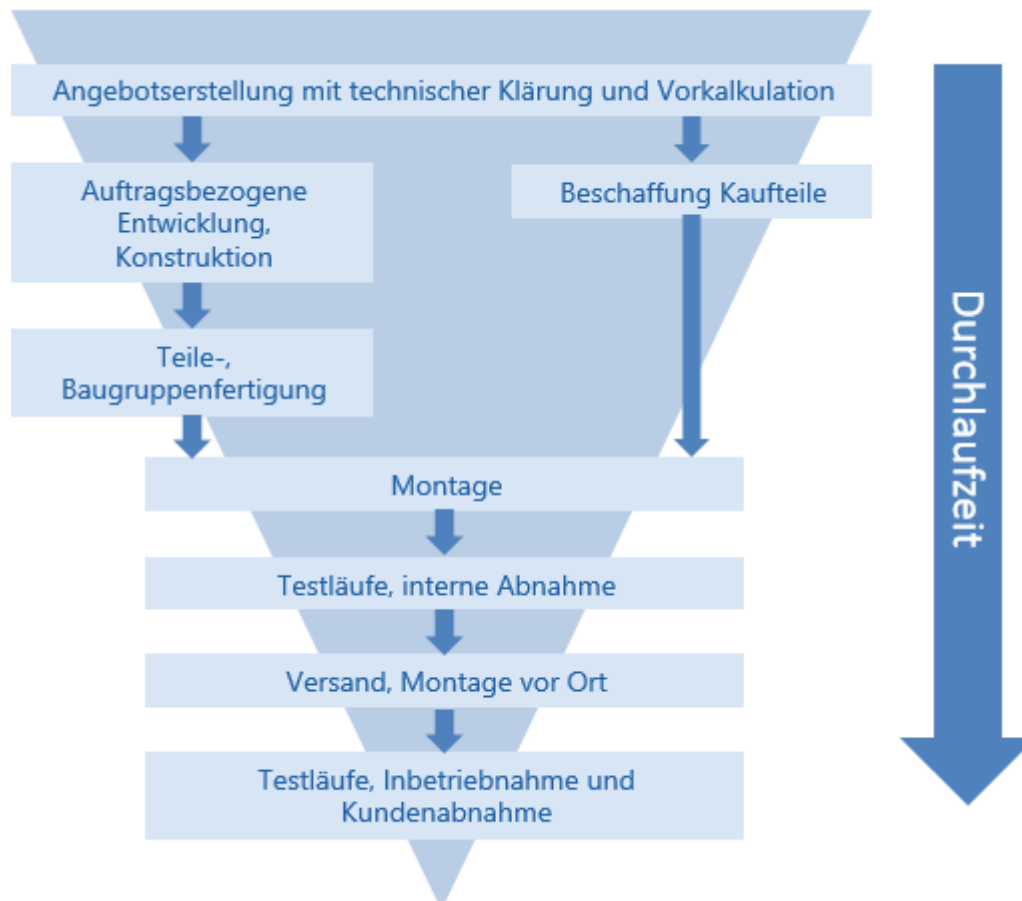 Angebotserstellung mit technischer Klärung und Vorkalkulation
Auftragsbezogene
Entwicklung,
Konstruktion
Beschaffung Kaufteile
Teile-,
Baugruppenfertigung
Montage
Testläufe, interne Abnahme
Versand, Montage vor Ort
Testläufe, Inbetriebnahme und
Kundenabnahme
Durchlaufzeit